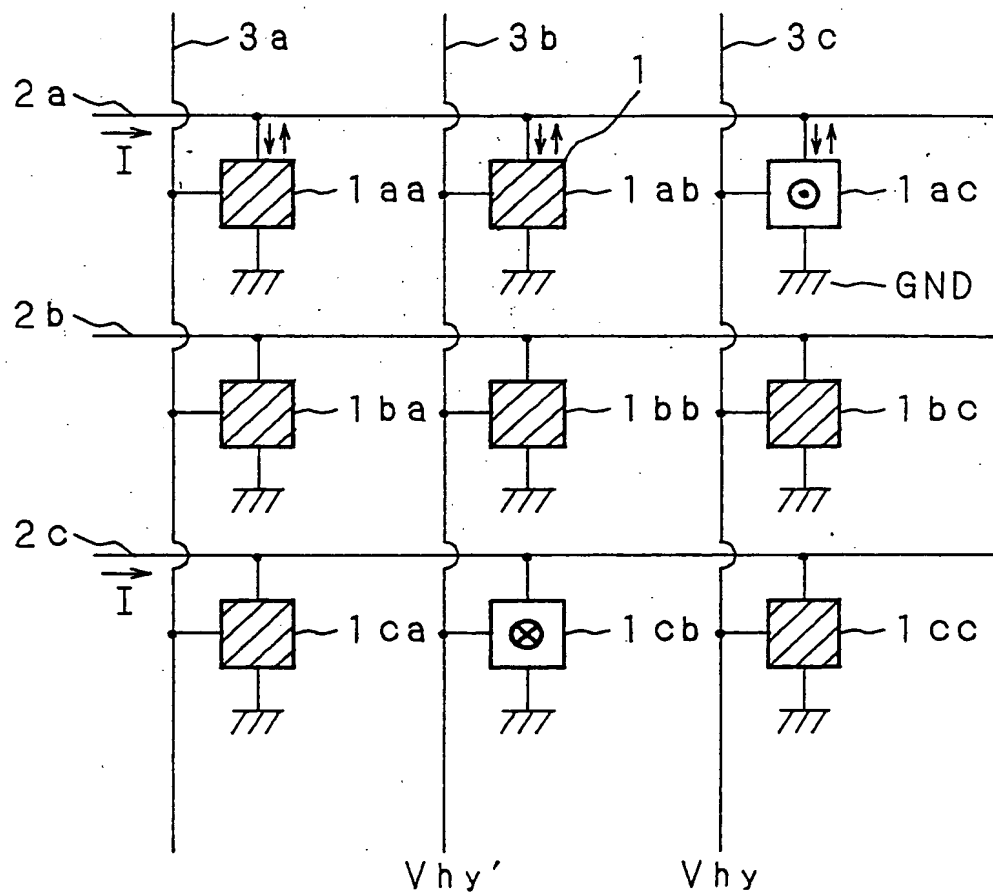 3a 3b 3c
1
2a
I
1aa 1ab 1ac
GND
2b
1ba 1bb 1bc
2c
I
1ca 1cb 1cc
Vhy' Vhy